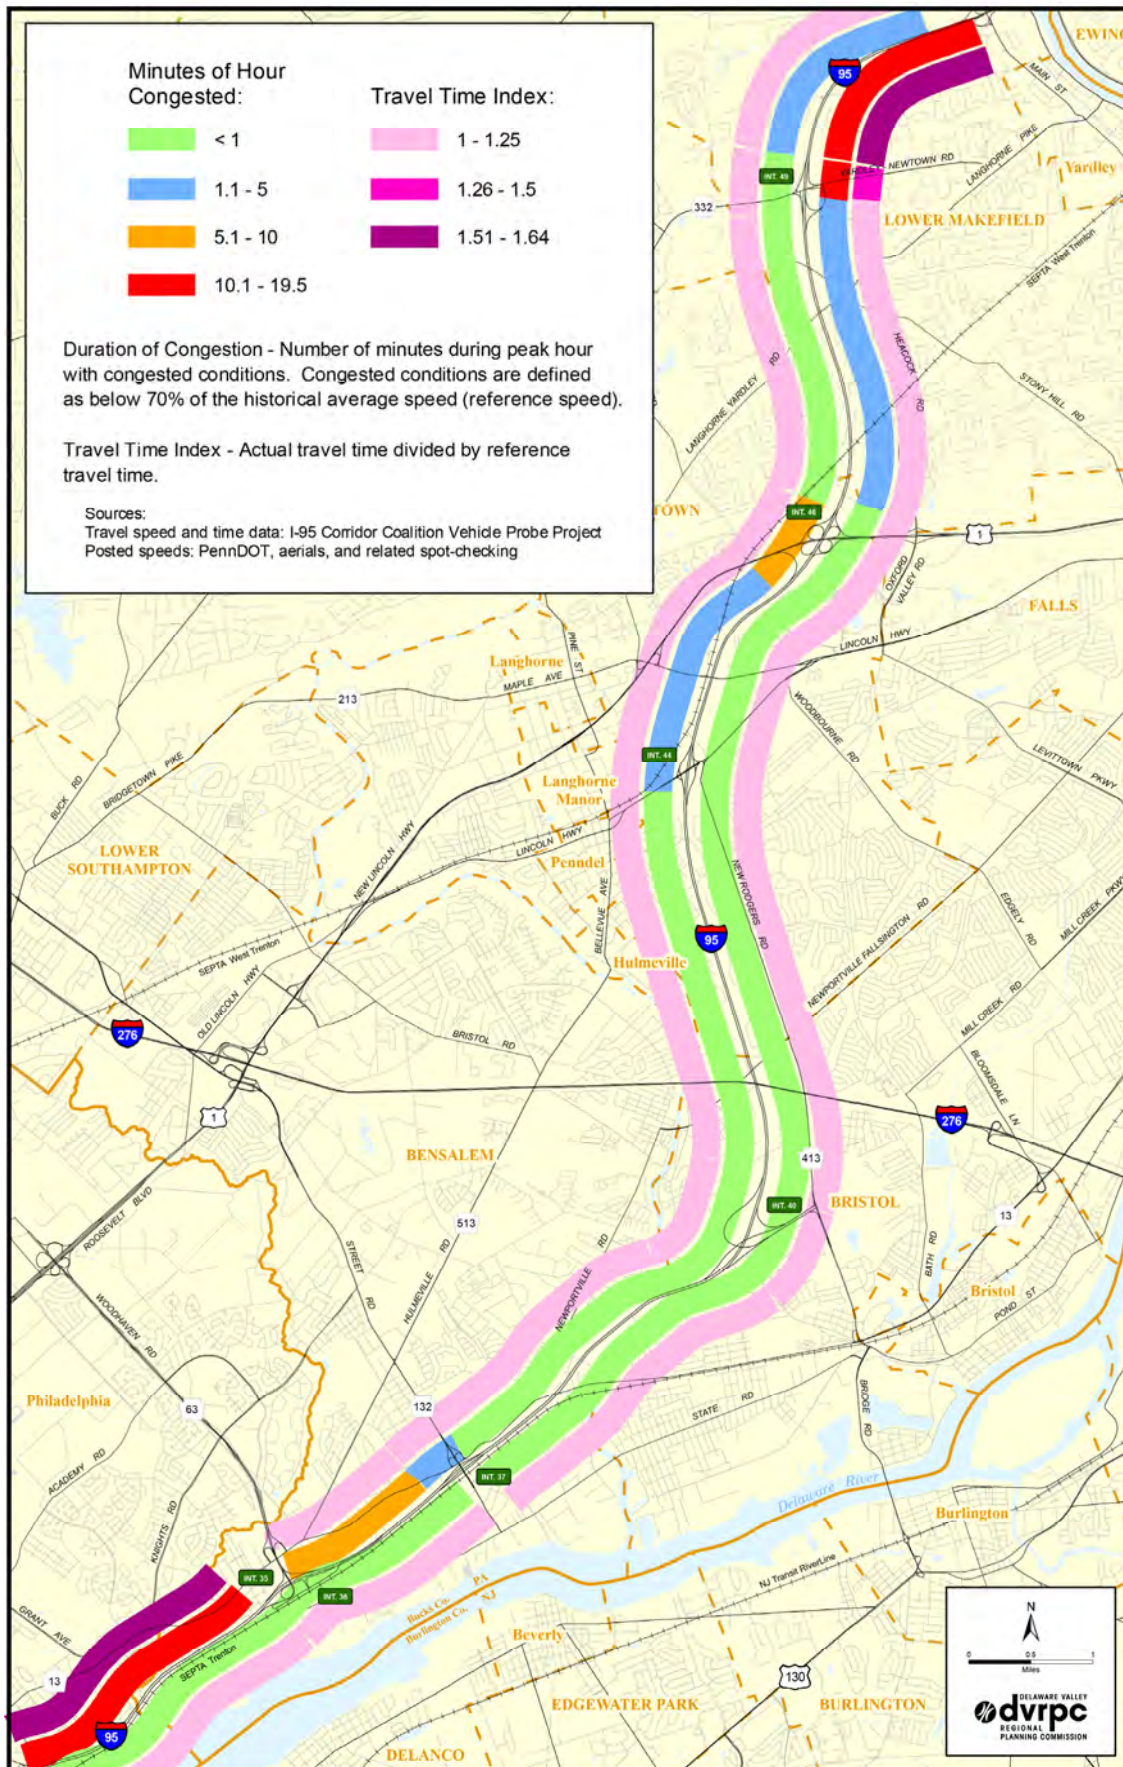 Minutes of Hour
Congested:
< 1
1.1 - 5
5.1 - 10
10.1 - 19.5
Travel Time Index:
1 - 1.25
1.26 - 1.5
1.51 - 1.64
Duration of Congestion - Number of minutes during peak hour
with congested conditions.  Congested conditions are defined
as below 70% of the historical average speed (reference speed).
Travel Time Index - Actual travel time divided by reference
travel time.
Sources:
Travel speed and time data: I-95 Corridor Coalition Vehicle Probe Project
Posted speeds: PennDOT, aerials, and related spot-checking
EWING
95
MAIN ST
LANGHORNE PIKE
YARDLEY NEWTOWN RD
Yardley
INT. 49
332
LOWER MAKEFIELD
SEPTA West Trenton
HEACOCK RD
STONY HILL RD
LANGHORNE YARDLEY RD
TOWN
INT. 46
1
OXFORD VALLEY RD
FALLS
LINCOLN HWY
PINE ST
Langhorne
MAPLE AVE
213
WOODBOURNE RD
LEVITTOWN PKWY
INT. 44
BUCK RD
BRIDGETOWN PIKE
Langhorne
Manor
LINCOLN HWY
NEW LINCOLN HWY
LOWER
SOUTHAMPTON
Penndel
BELLEVUE AVE
NEW RODGERS RD
EDGELY RD
MILL CREEK PKWY
NEWPORTVILLE FALLSINGTON RD
95
SEPTA West Trenton
Hulmeville
OLD LINCOLN HWY
MILL CREEK RD
276
BRISTOL RD
BLOOMSDALE LN
1
276
BENSALEM
413
BRISTOL
INT. 40
13
ROOSEVELT BLVD
513
STREET RD
HULMEVILLE RD
NEWPORTVILLE RD
BATH RD
Bristol
POND ST
WOODHAVEN RD
Philadelphia
63
132
STATE RD
BRIDGE RD
ACADEMY RD
INT. 37
Delaware River
KNIGHTS RD
Burlington
INT. 35
INT. 36
NJ Transit RiverLine
PA
NJ
Bucks Co.
Burlington Co.
GRANT AVE
SEPTA Trenton
Beverly
13
130
EDGEWATER PARK
BURLINGTON
95
DELANCO
N
0 0.5 1
Miles
DELAWARE VALLEY
dvrpc
REGIONAL
PLANNING COMMISSION